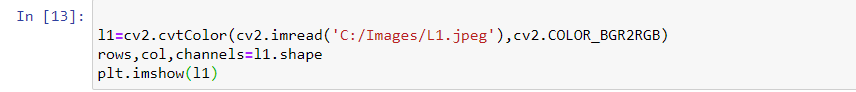 In [13]:
l1=cv2.cvtColor(cv2.imread('C:/Images/L1.jpeg'),cv2.COLOR_BGR2RGB)
rows,col,channels=l1.shape
plt.imshow(l1)